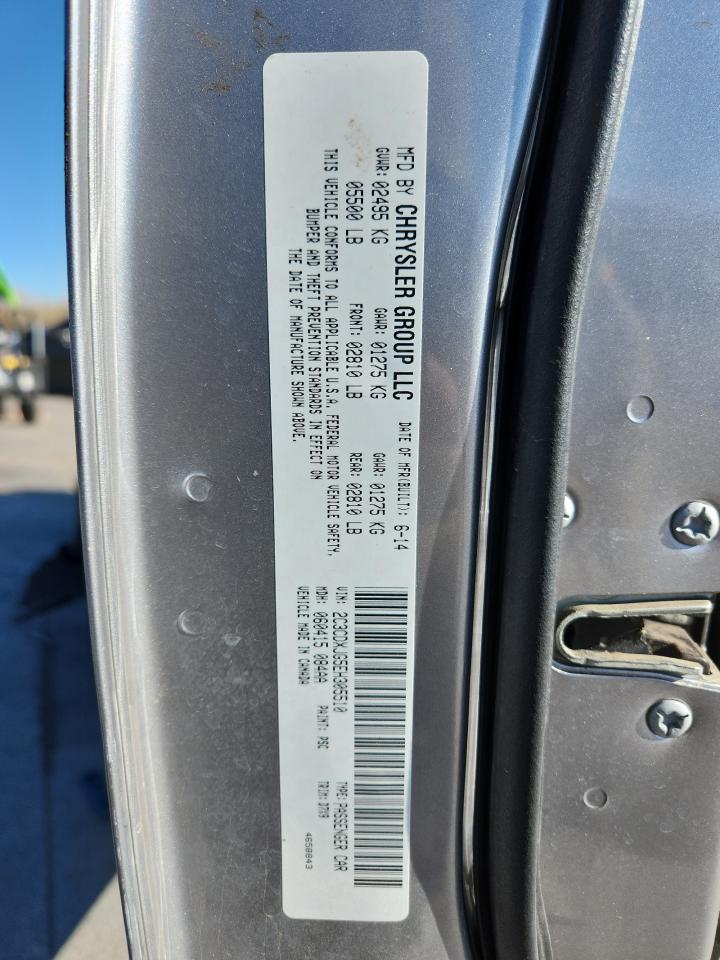 MFD BY CHRYSLER GROUP LLC DATE OF MFR(BUILT): 6-14
GVWR: 02495 KG GAWR: 01275 KG GAWR: 01275 KG
05500 LB FRONT: 02810 LB REAR: 02810 LB
THIS VEHICLE CONFORMS TO ALL APPLICABLE U.S.A. FEDERAL MOTOR VEHICLE SAFETY,
BUMPER AND THEFT PREVENTION STANDARDS IN EFFECT ON
THE DATE OF MANUFACTURE SHOWN ABOVE.
VIN: 2C3CDXJG5EH305510 TYPE: PASSENGER CAR
MDH: 060415 084AA PAINT: PSC TRIM: D7X9
VEHICLE MADE IN CANADA
4658843